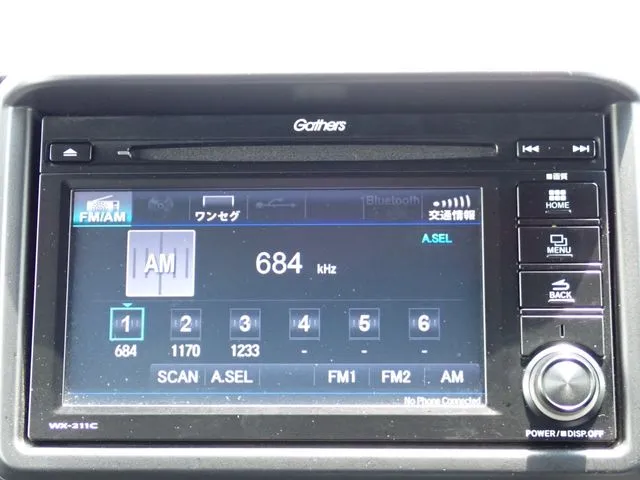 Gathers
■画質
HOME
MENU
BACK
FM/AM
ワンセグ
Bluetooth
交通情報
A.SEL
AM
684 kHz
1 2 3 4 5 6
684 1170 1233 - - -
SCAN A.SEL FM1 FM2 AM
No Phone Connected
WX-211C
POWER/■DISP.OFF